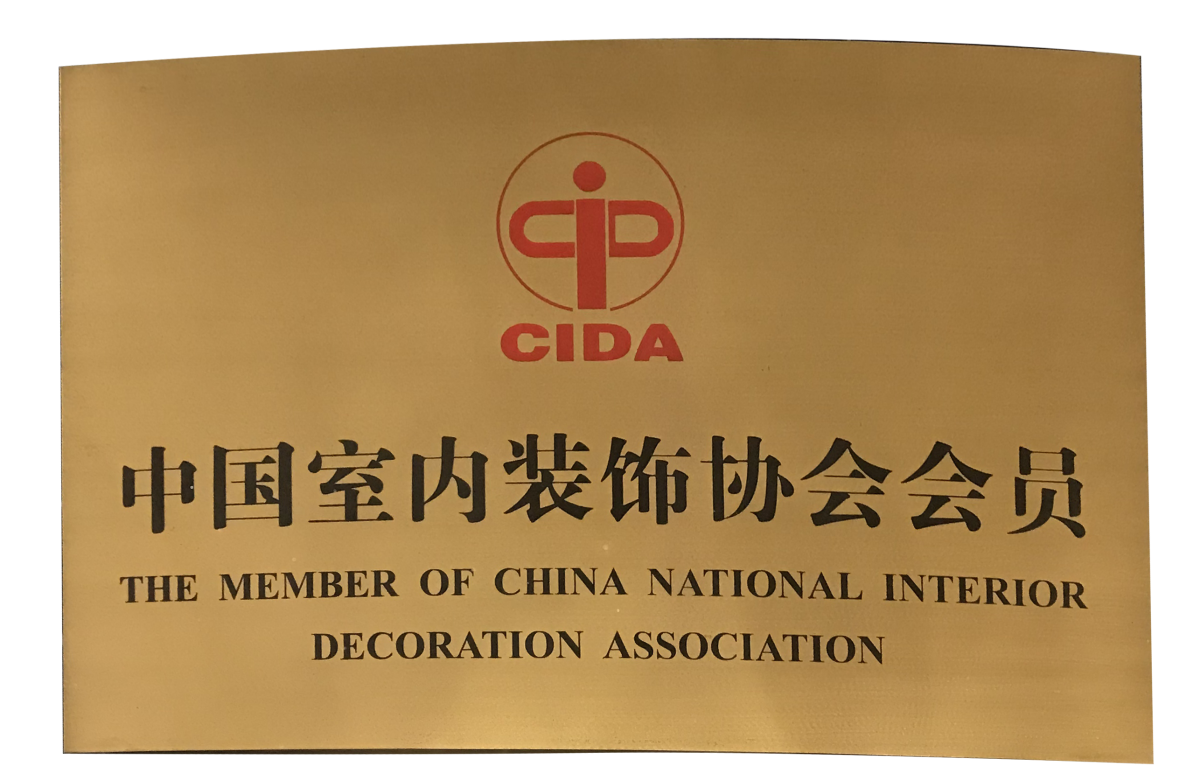 CIDA
中国室内装饰协会会员
THE MEMBER OF CHINA NATIONAL INTERIOR
DECORATION ASSOCIATION